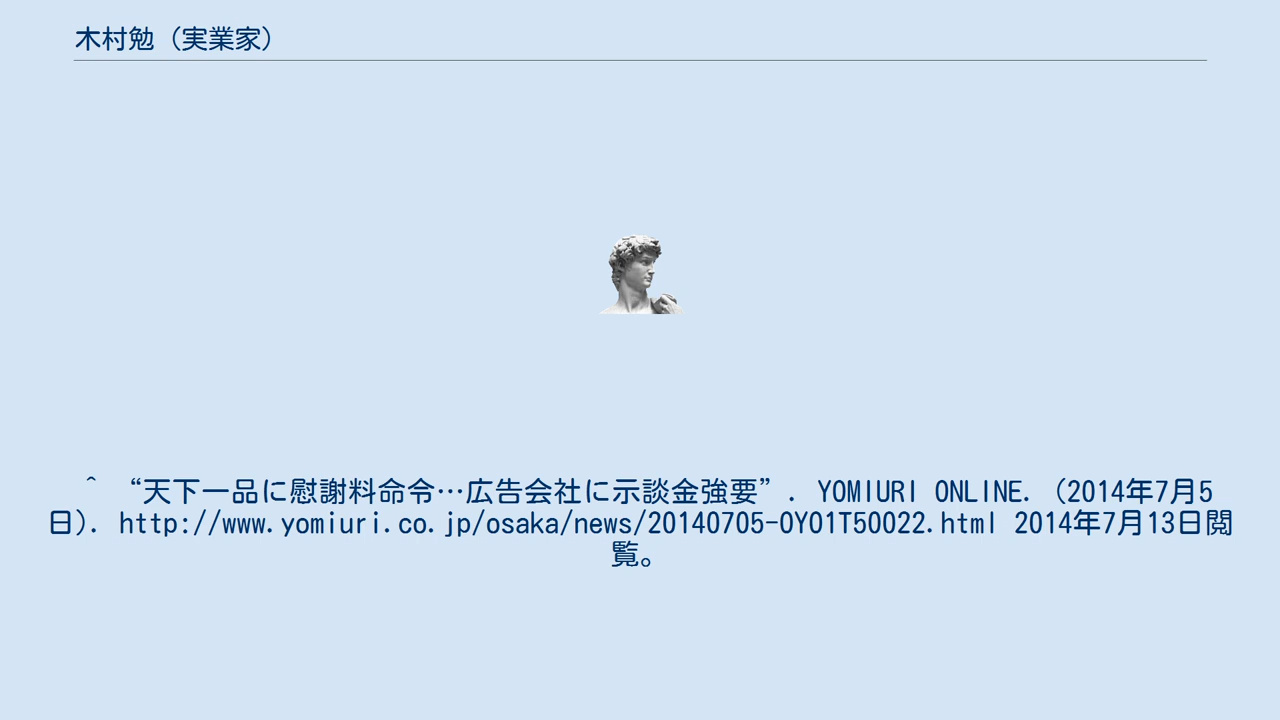 木村勉（実業家）
^ “天下一品に慰謝料命令…広告会社に示談金強要”. YOMIURI ONLINE. (2014年7月5
日). http://www.yomiuri.co.jp/osaka/news/20140705-OYO1T50022.html 2014年7月13日閲
覧。